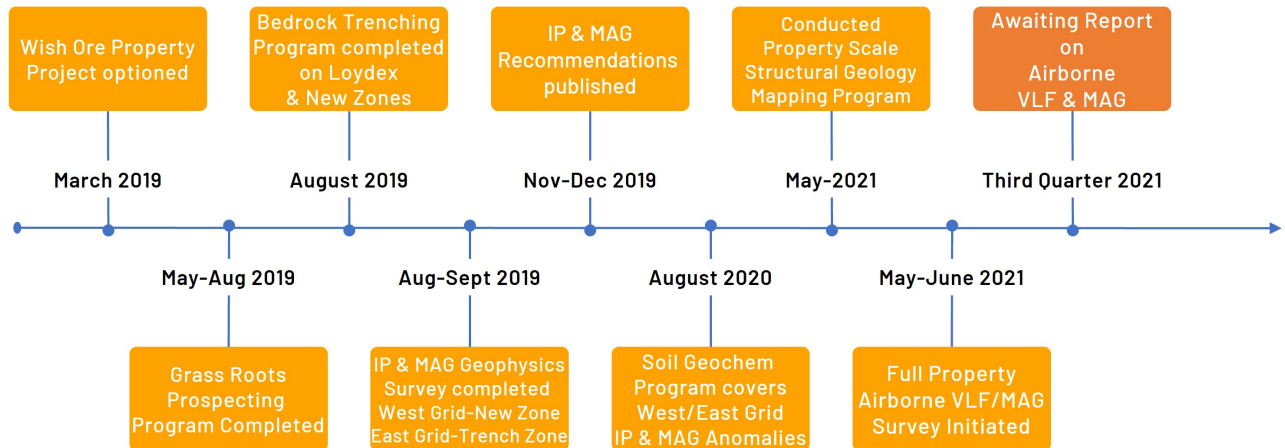 Wish Ore Property
Project optioned
March 2019
May-Aug 2019
Grass Roots
Prospecting
Program Completed
Bedrock Trenching
Program completed
on Loydex
& New Zones
August 2019
Aug-Sept 2019
IP & MAG Geophysics
Survey completed
West Grid-New Zone
East Grid-Trench Zone
IP & MAG
Recommendations
published
Nov-Dec 2019
August 2020
Soil Geochem
Program covers
West/East Grid
IP & MAG Anomalies
Conducted
Property Scale
Structural Geology
Mapping Program
May-2021
May-June 2021
Full Property
Airborne VLF/MAG
Survey Initiated
Awaiting Report
on
Airborne
VLF & MAG
Third Quarter 2021